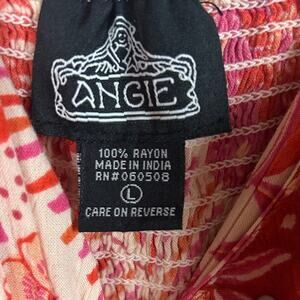 ANGIE
100% RAYON
MADE IN INDIA
RN#060508
L
CARE ON REVERSE